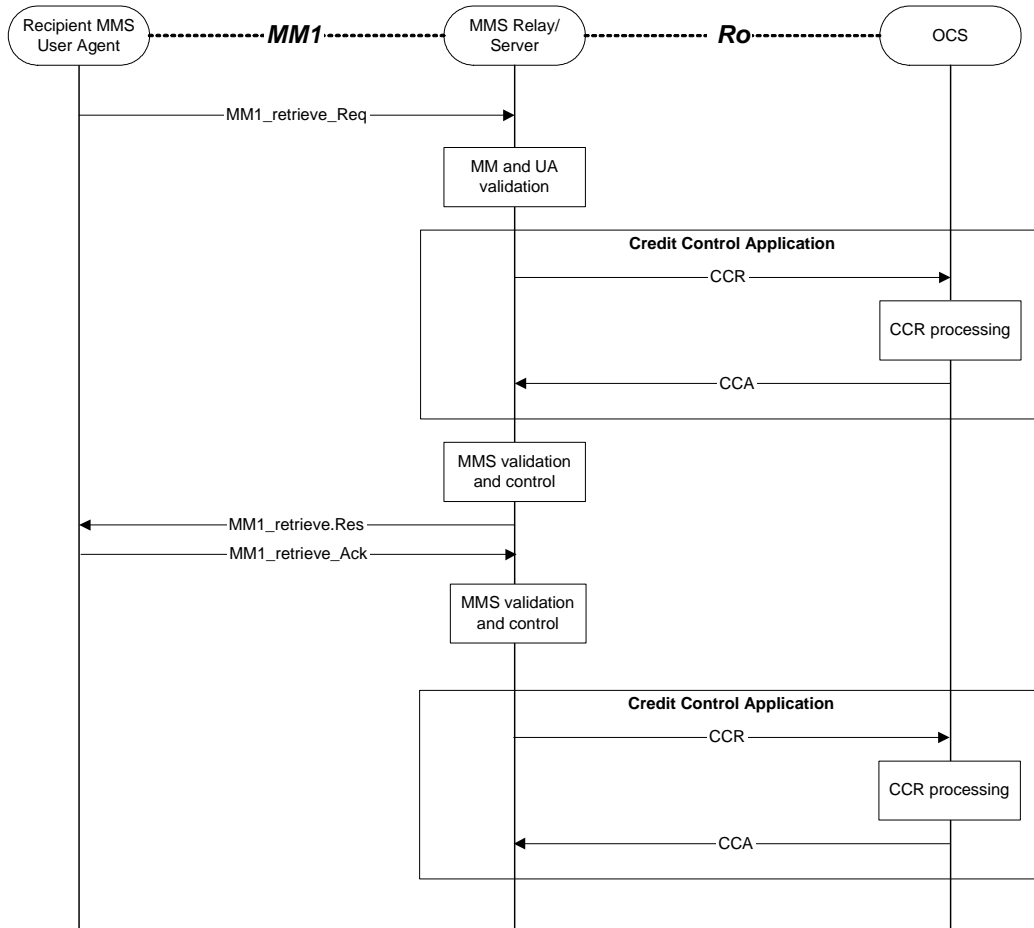 Recipient MMS
User Agent
MM1
MMS Relay/
Server
Ro
OCS
MM1_retrieve_Req
MM and UA
validation
Credit Control Application
CCR
CCR processing
CCA
MMS validation
and control
MM1_retrieve.Res
MM1_retrieve_Ack
MMS validation
and control
Credit Control Application
CCR
CCR processing
CCA